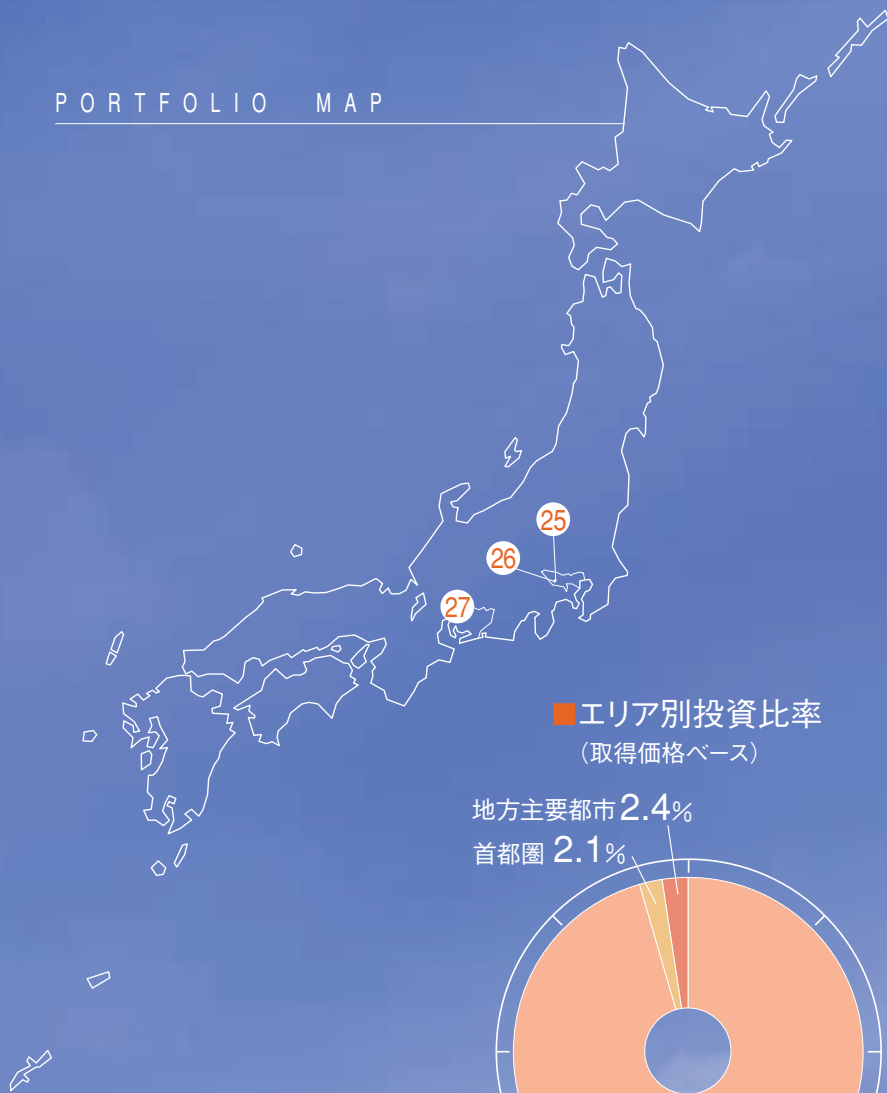 PORTFOLIO MAP
25
26
27
■エリア別投資比率
（取得価格ベース）
地方主要都市2.4%
首都圏 2.1%